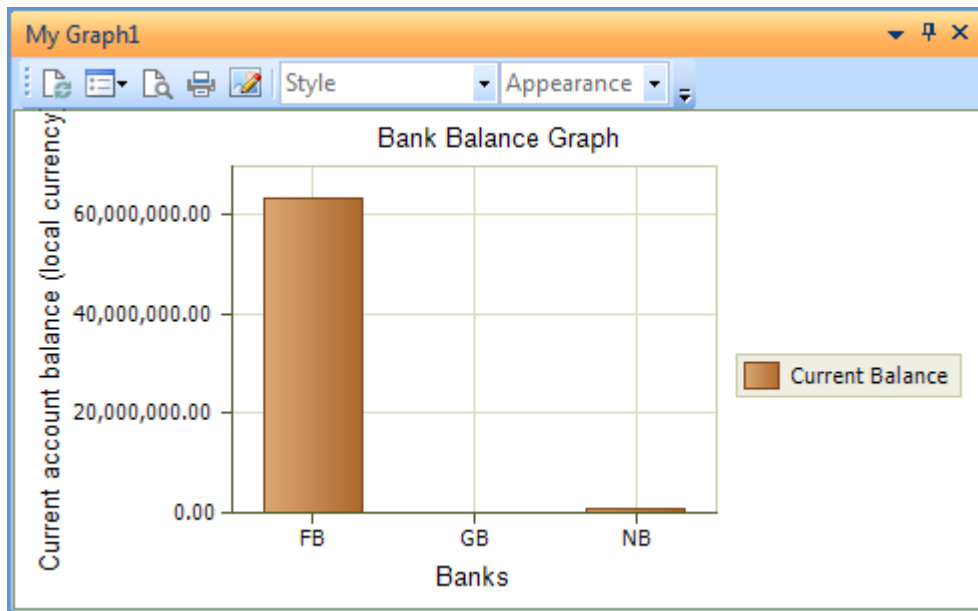 My Graph1
Style
Appearance
Bank Balance Graph
Current account balance (local currency)
60,000,000.00
40,000,000.00
20,000,000.00
0.00
FB
GB
NB
Banks
Current Balance